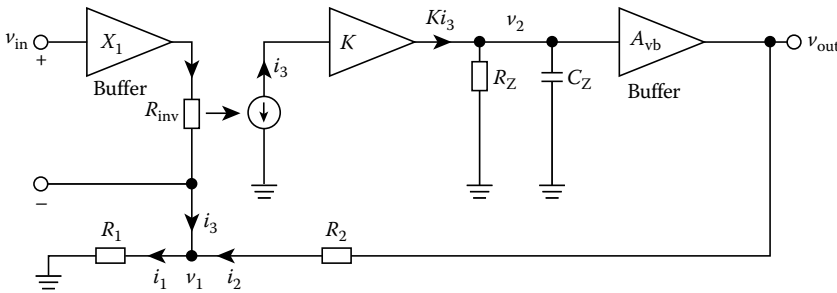 v_in
+
X_1
Buffer
R_inv
i_3
K
Ki_3
v_2
R_Z
C_Z
A_vb
Buffer
v_out
−
i_3
R_1
R_2
i_1
v_1
i_2